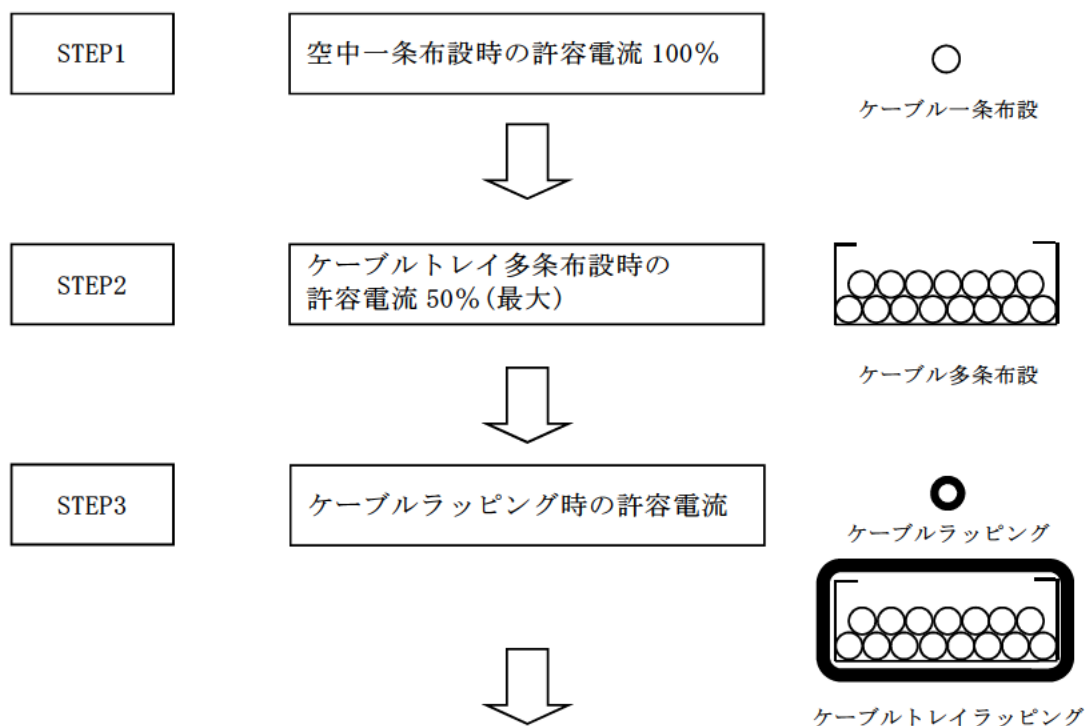 STEP1
空中一条布設時の許容電流 100%
ケーブル一条布設
STEP2
ケーブルトレイ多条布設時の
許容電流 50%(最大)
ケーブル多条布設
STEP3
ケーブルラッピング時の許容電流
ケーブルラッピング
ケーブルトレイラッピング